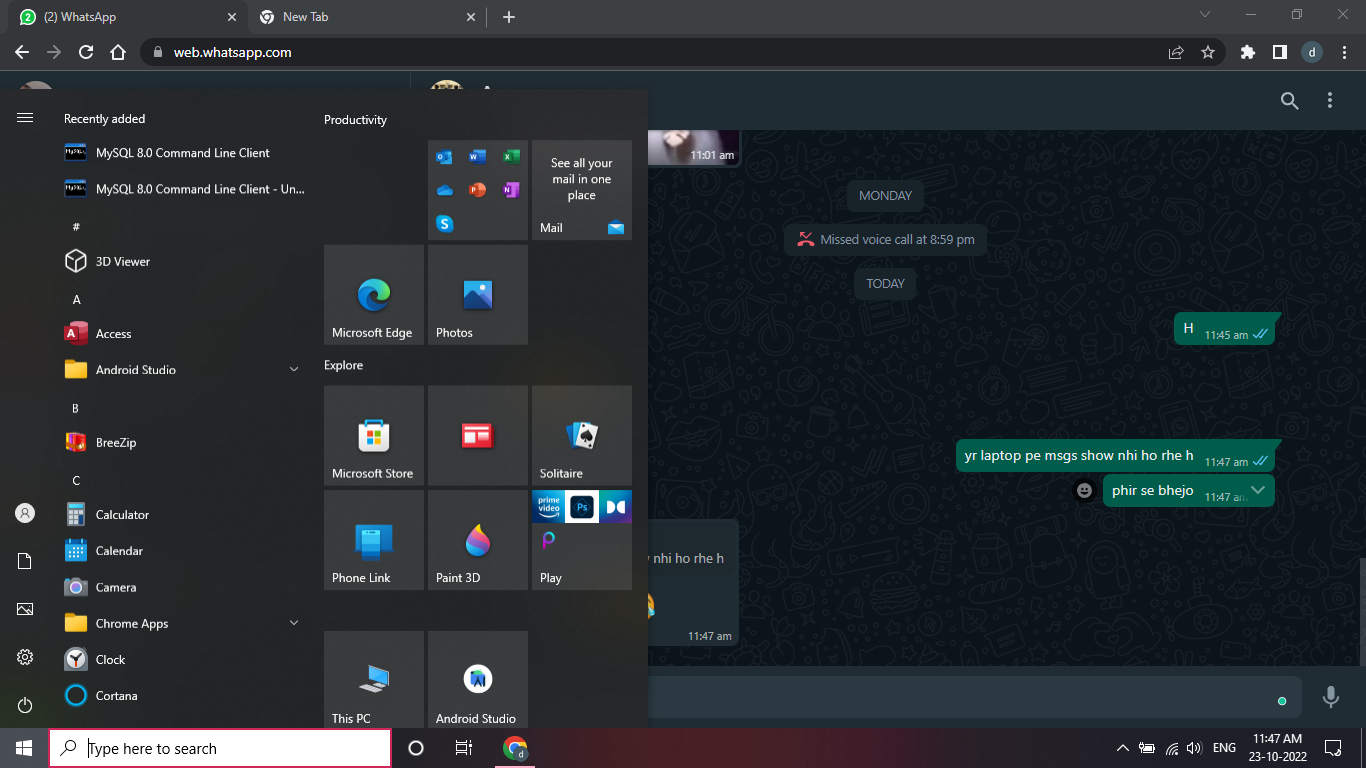 (2) WhatsApp
New Tab
web.whatsapp.com
d
Recently added
MySQL 8.0 Command Line Client
MySQL 8.0 Command Line Client - Un...
#
3D Viewer
A
Access
Android Studio
B
BreeZip
C
Calculator
Calendar
Camera
Chrome Apps
Clock
Cortana
Productivity
See all your
mail in one
place
Mail
Microsoft Edge
Photos
Explore
Microsoft Store
Solitaire
Phone Link
Paint 3D
prime
video
Ps
Play
This PC
Android Studio
11:01 am
MONDAY
Missed voice call at 8:59 pm
TODAY
H 11:45 am
yr laptop pe msgs show nhi ho rhe h 11:47 am
phir se bhejo 11:47 a
nhi ho rhe h
11:47 am
Type here to search
ENG
11:47 AM
23-10-2022